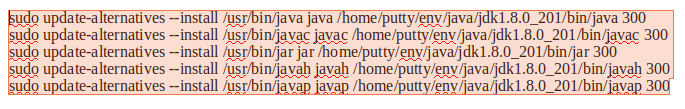 sudo update-alternatives --install /usr/bin/java java /home/putty/env/java/jdk1.8.0_201/bin/java 300
sudo update-alternatives --install /usr/bin/javac javac /home/putty/env/java/jdk1.8.0_201/bin/javac 300
sudo update-alternatives --install /usr/bin/jar jar /home/putty/env/java/jdk1.8.0_201/bin/jar 300
sudo update-alternatives --install /usr/bin/javah javah /home/putty/env/java/jdk1.8.0_201/bin/javah 300
sudo update-alternatives --install /usr/bin/javap javap /home/putty/env/java/jdk1.8.0_201/bin/javap 300